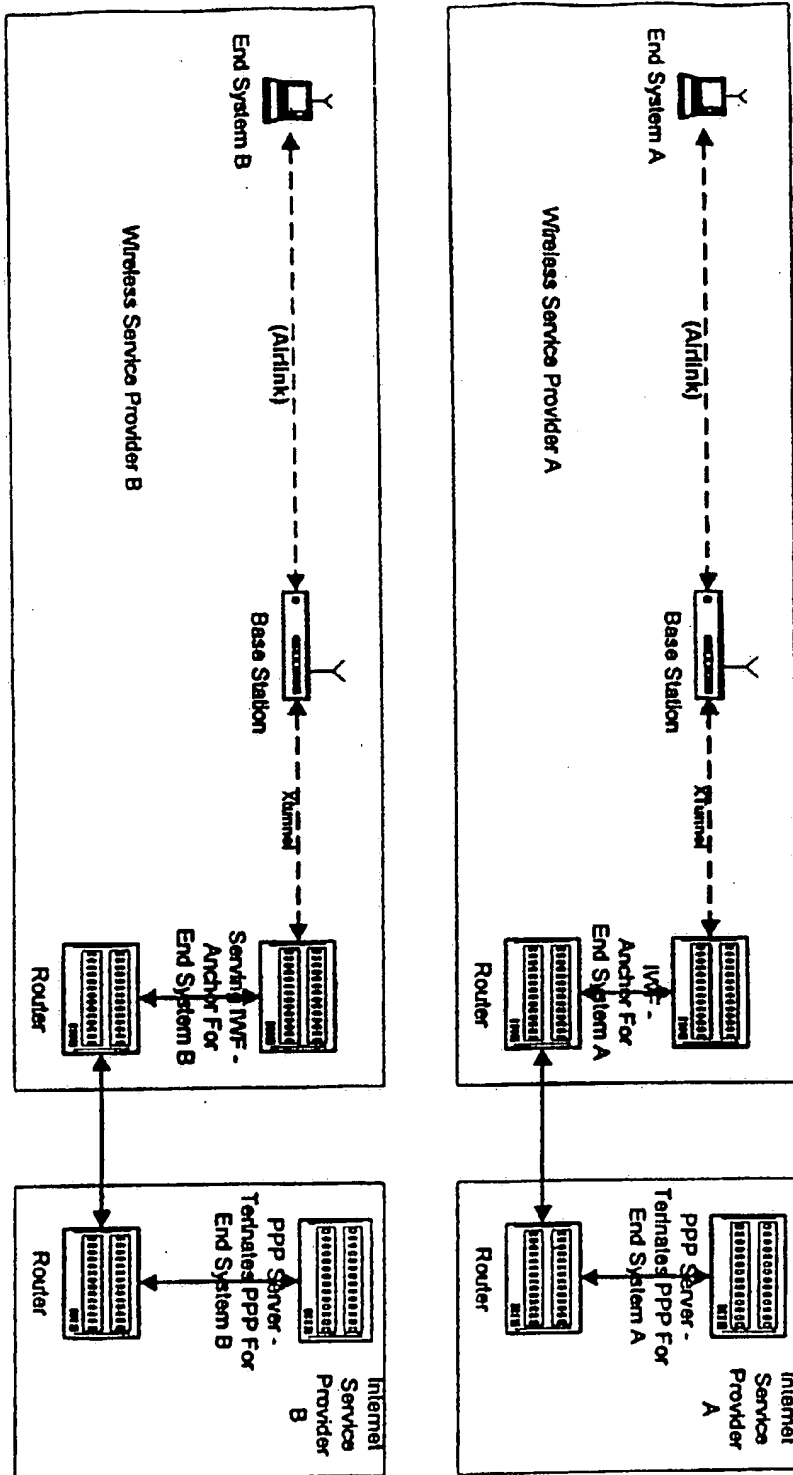 End System A
(Airlink)
Wireless Service Provider A
Base Station
XTunnel
IWF -
Anchor For
End System A
Router
Internet
Service
Provider
A
PPP Server -
Terinates PPP For
End System A
Router
End System B
(Airlink)
Wireless Service Provider B
Base Station
Xtunnel
Serving IWF -
Anchor For
End System B
Router
Internet
Service
Provider
B
PPP Server -
Terinates PPP For
End System B
Router